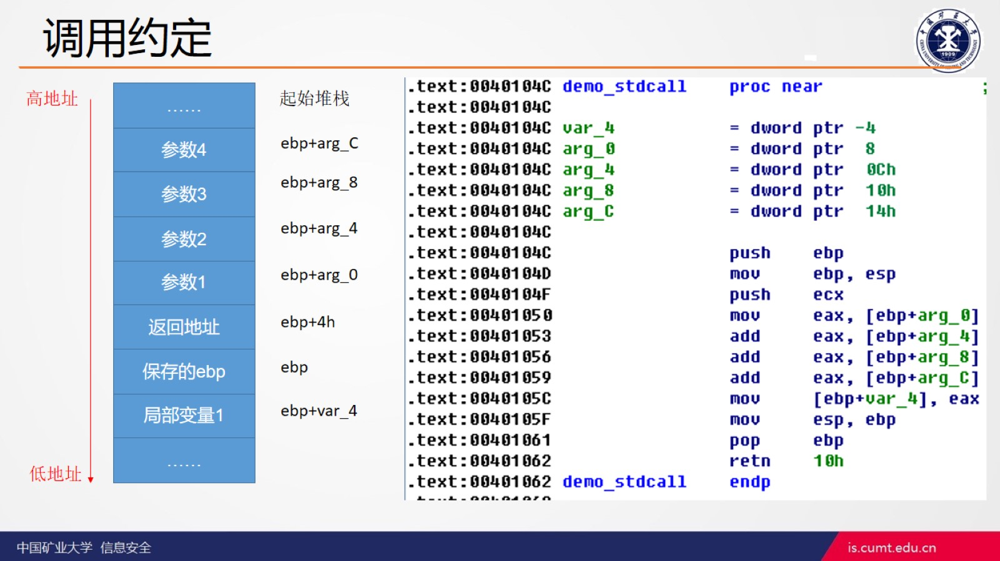 调用约定
高地址
低地址
……
参数4
参数3
参数2
参数1
返回地址
保存的ebp
局部变量1
……
起始堆栈
ebp+arg_C
ebp+arg_8
ebp+arg_4
ebp+arg_0
ebp+4h
ebp
ebp+var_4
.text:0040104C demo_stdcall proc near ;
.text:0040104C
.text:0040104C var_4 = dword ptr -4
.text:0040104C arg_0 = dword ptr 8
.text:0040104C arg_4 = dword ptr 0Ch
.text:0040104C arg_8 = dword ptr 10h
.text:0040104C arg_C = dword ptr 14h
.text:0040104C
.text:0040104C push ebp
.text:0040104D mov ebp, esp
.text:0040104F push ecx
.text:00401050 mov eax, [ebp+arg_0]
.text:00401053 add eax, [ebp+arg_4]
.text:00401056 add eax, [ebp+arg_8]
.text:00401059 add eax, [ebp+arg_C]
.text:0040105C mov [ebp+var_4], eax
.text:0040105F mov esp, ebp
.text:00401061 pop ebp
.text:00401062 retn 10h
.text:00401062 demo_stdcall endp
中国矿业大学 信息安全
is.cumt.edu.cn
1909